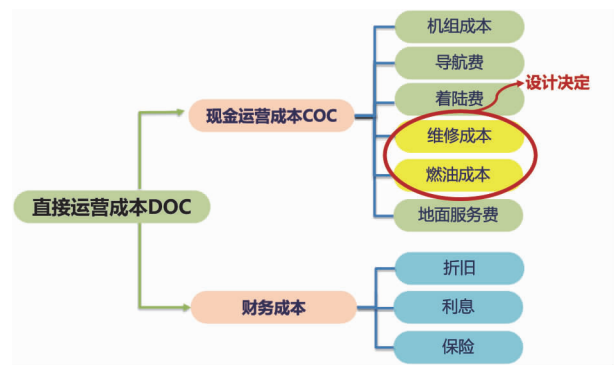 机组成本
导航费
设计决定
着陆费
现金运营成本COC
维修成本
燃油成本
直接运营成本DOC
地面服务费
折旧
财务成本
利息
保险